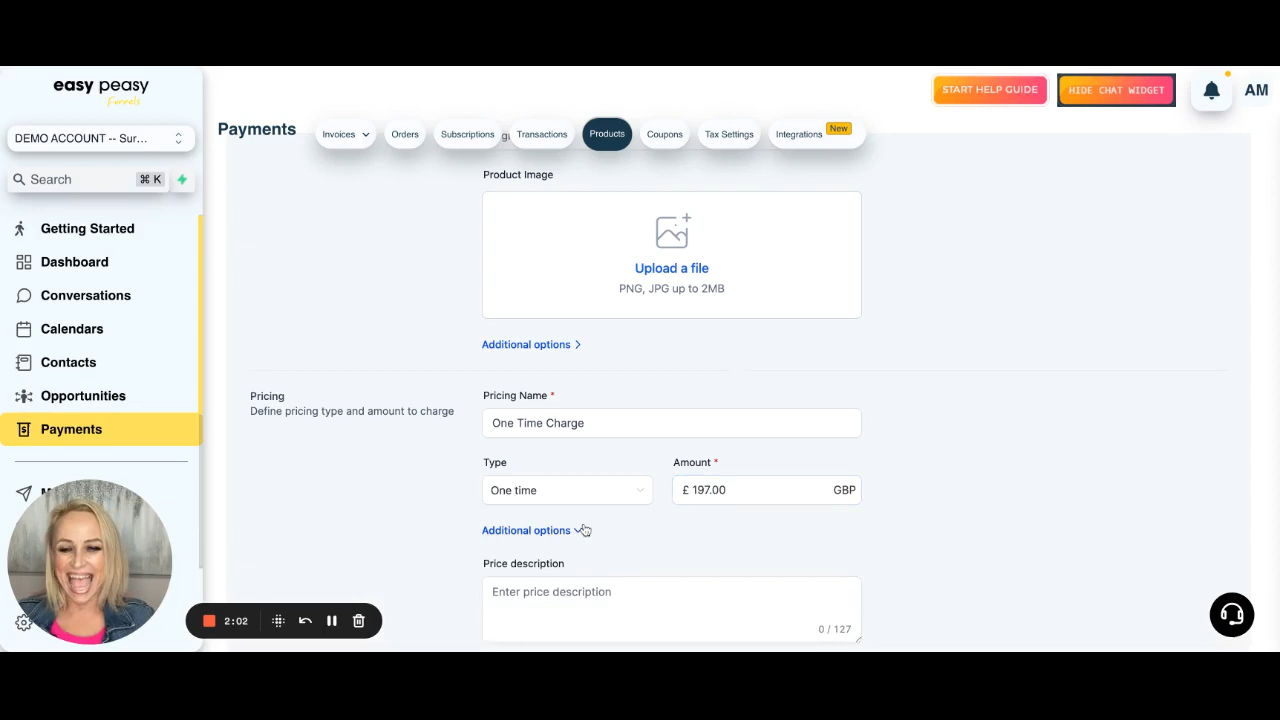 easy peasy
Funnels
DEMO ACCOUNT -- Sur...
Search
⌘ K
Getting Started
Dashboard
Conversations
Calendars
Contacts
Opportunities
Payments
START HELP GUIDE
HIDE CHAT WIDGET
AM
Payments
Invoices
Orders
Subscriptions
Transactions
Products
Coupons
Tax Settings
Integrations
New
Product Image
Upload a file
PNG, JPG up to 2MB
Additional options
Pricing
Define pricing type and amount to charge
Pricing Name *
One Time Charge
Type
Amount *
One time
£ 197.00
GBP
Additional options
Price description
Enter price description
0 / 127
2:02